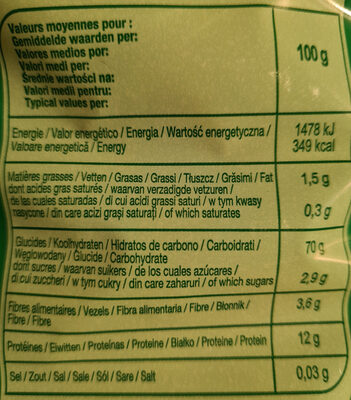 Valeurs moyennes pour :
Gemiddelde waarden per:
Valores medios por:
Valori medi per:
Średnie wartości na:
Valori medii pentru:
Typical values per:
100 g
Energie / Valor energético / Energia / Wartość energetyczna /
Valoare energetică / Energy
1478 kJ
349 kcal
Matières grasses / Vetten / Grasas / Grassi / Tłuszcz / Grăsimi / Fat
1,5 g
dont acides gras saturés / waarvan verzadigde vetzuren /
de las cuales saturadas / di cui acidi grassi saturi / w tym kwasy
nasycone / din care acizi grași saturați / of which saturates
0,3 g
Glucides / Koolhydraten / Hidratos de carbono / Carboidrati /
Węglowodany / Glucide / Carbohydrate
70 g
dont sucres / waarvan suikers / de los cuales azúcares /
di cui zuccheri / w tym cukry / din care zaharuri / of which sugars
2,9 g
Fibres alimentaires / Vezels / Fibra alimentaria / Fibre / Błonnik /
Fibre / Fibre
3,6 g
Protéines / Eiwitten / Proteínas / Proteine / Białko / Proteine / Protein
12 g
Sel / Zout / Sal / Sale / Sól / Sare / Salt
0,03 g